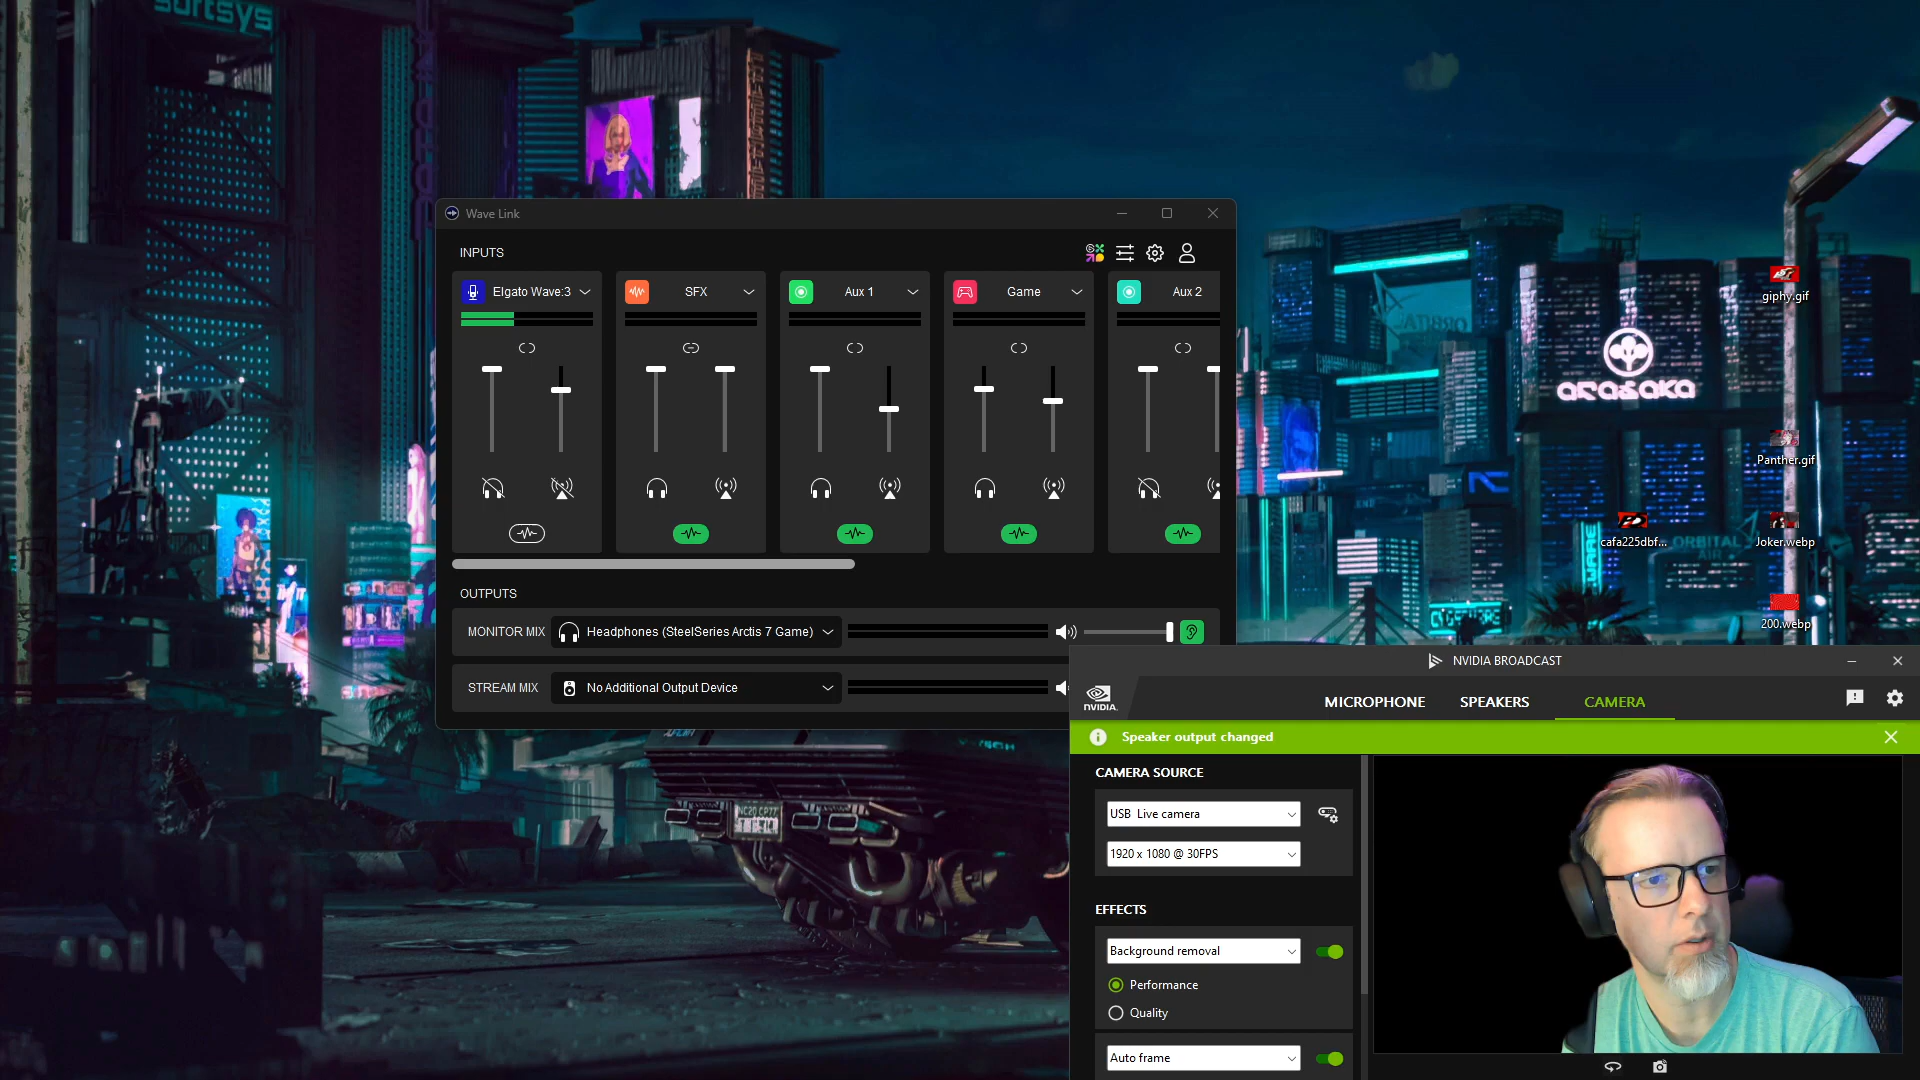 surtsys
Wave Link
INPUTS
Elgato Wave:3
SFX
Aux 1
Game
Aux 2
OUTPUTS
MONITOR MIX
Headphones (SteelSeries Arctis 7 Game)
STREAM MIX
No Additional Output Device
giphy.gif
arasaka
Panther.gif
cafa225dbf...
Joker.webp
ORBITAL
AIR
200.webp
NVIDIA BROADCAST
NVIDIA.
MICROPHONE
SPEAKERS
CAMERA
Speaker output changed
CAMERA SOURCE
USB Live camera
1920 x 1080 @ 30FPS
EFFECTS
Background removal
Performance
Quality
Auto frame